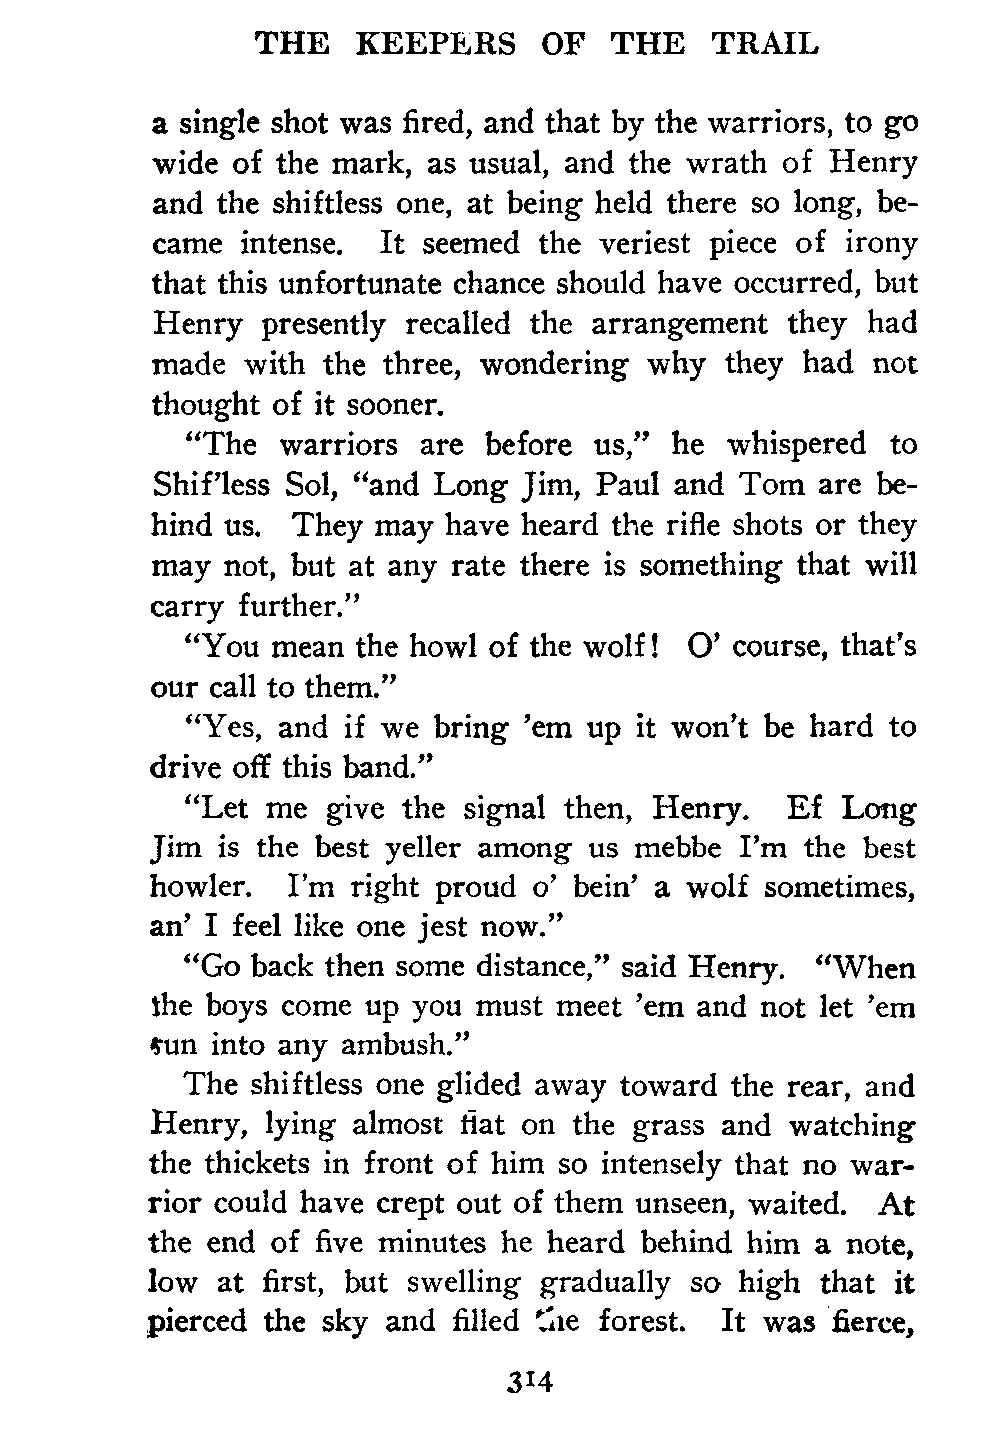 THE KEEPERS OF THE TRAIL
a single shot was fired, and that by the warriors, to go
wide of the mark, as usual, and the wrath of Henry
and the shiftless one, at being held there so long, be-
came intense. It seemed the veriest piece of irony
that this unfortunate chance should have occurred, but
Henry presently recalled the arrangement they had
made with the three, wondering why they had not
thought of it sooner.
“The warriors are before us,” he whispered to
Shif’less Sol, “and Long Jim, Paul and Tom are be-
hind us. They may have heard the rifle shots or they
may not, but at any rate there is something that will
carry further.”
“You mean the howl of the wolf! O’ course, that’s
our call to them.”
“Yes, and if we bring ’em up it won’t be hard to
drive off this band.”
“Let me give the signal then, Henry. Ef Long
Jim is the best yeller among us mebbe I’m the best
howler. I’m right proud o’ bein’ a wolf sometimes,
an’ I feel like one jest now.”
“Go back then some distance,” said Henry. “When
the boys come up you must meet ’em and not let ’em
run into any ambush.”
The shiftless one glided away toward the rear, and
Henry, lying almost flat on the grass and watching
the thickets in front of him so intensely that no war-
rior could have crept out of them unseen, waited. At
the end of five minutes he heard behind him a note,
low at first, but swelling gradually so high that it
pierced the sky and filled the forest. It was fierce,
314